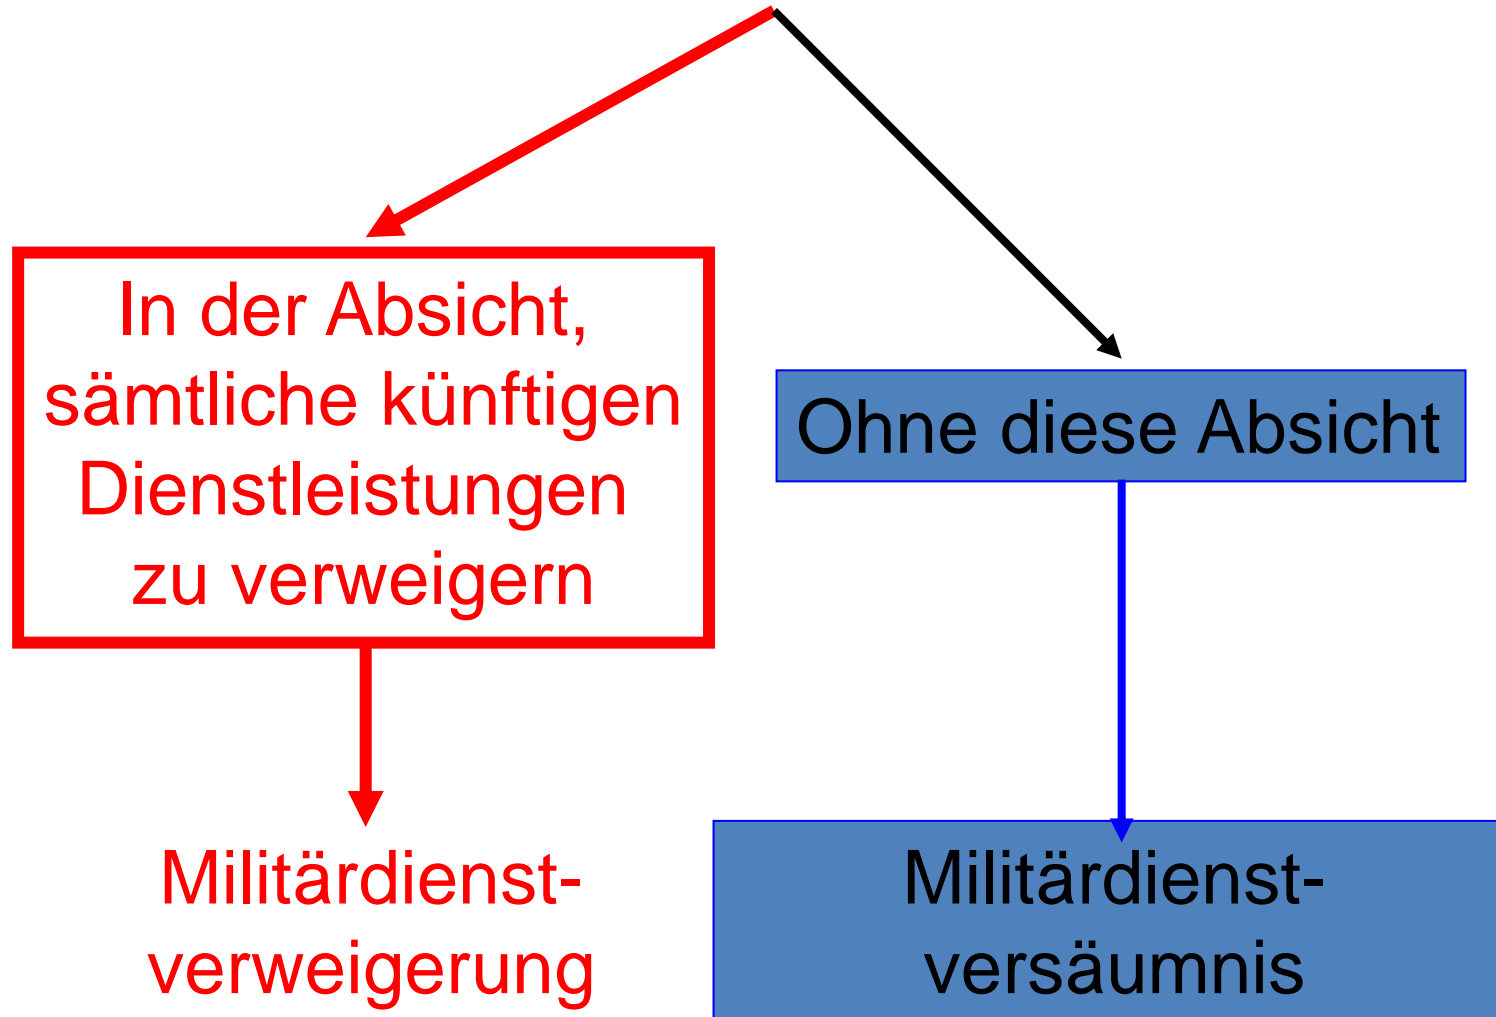 In der Absicht,
sämtliche künftigen
Dienstleistungen
zu verweigern
Ohne diese Absicht
Militärdienst-
verweigerung
Militärdienst-
versäumnis